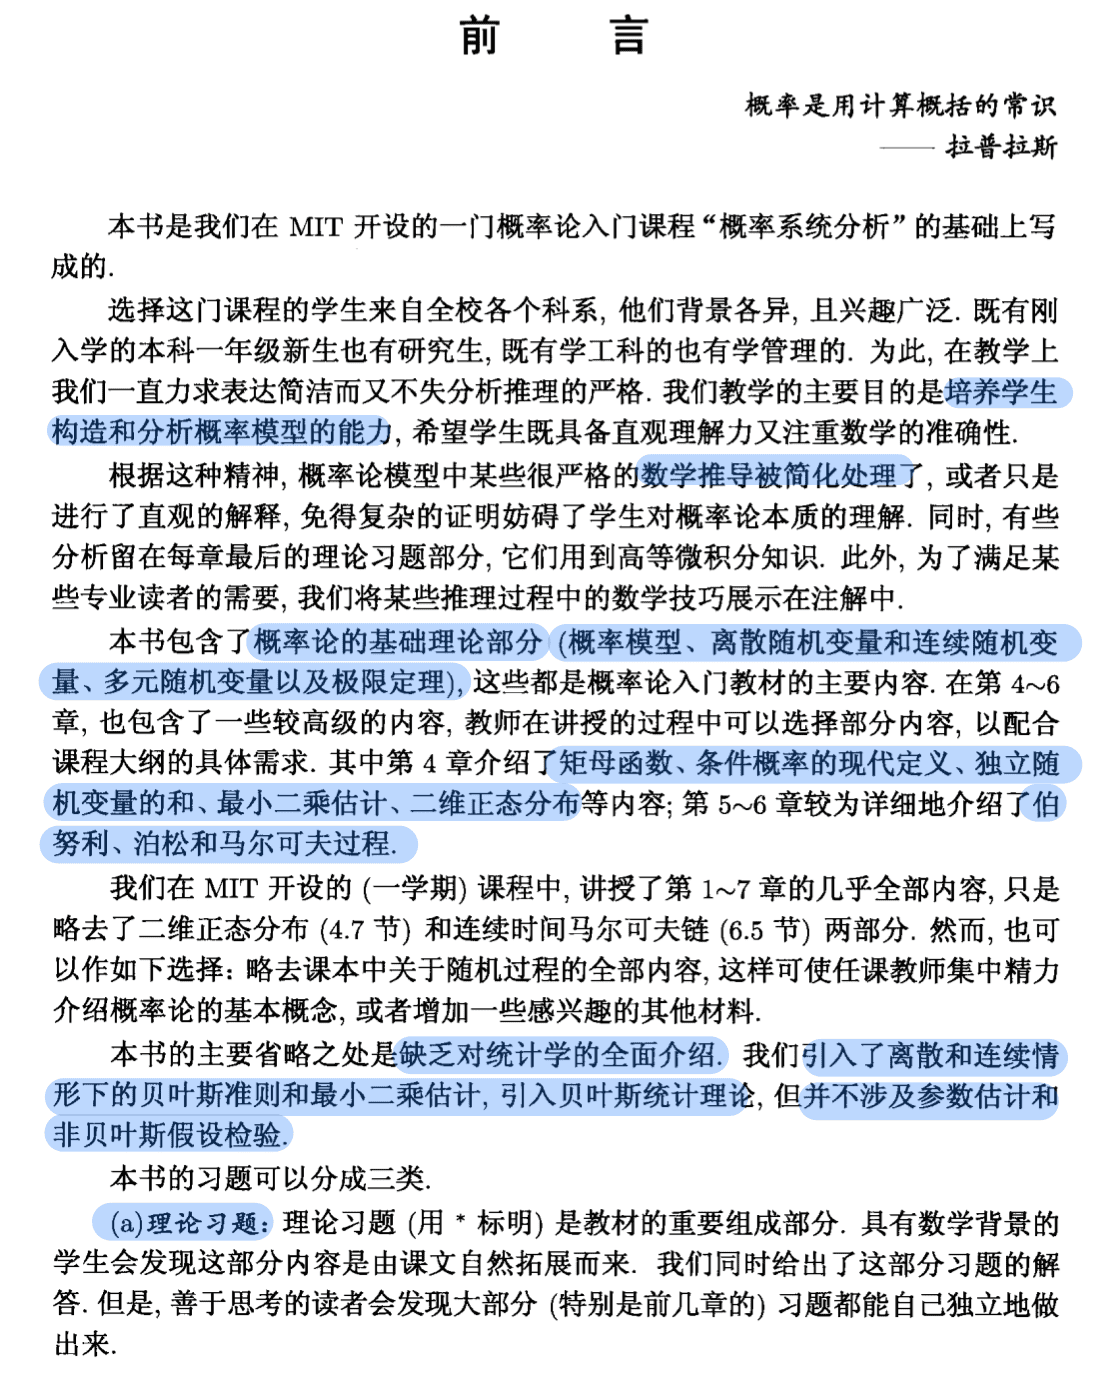 前 言
概率是用计算概括的常识
—— 拉普拉斯
本书是我们在 MIT 开设的一门概率论入门课程“概率系统分析”的基础上写
成的.
选择这门课程的学生来自全校各个科系, 他们背景各异, 且兴趣广泛. 既有刚
入学的本科一年级新生也有研究生, 既有学工科的也有学管理的. 为此, 在教学上
我们一直力求表达简洁而又不失分析推理的严格. 我们教学的主要目的是培养学生
构造和分析概率模型的能力, 希望学生既具备直观理解力又注重数学的准确性.
根据这种精神, 概率论模型中某些很严格的数学推导被简化处理了, 或者只是
进行了直观的解释, 免得复杂的证明妨碍了学生对概率论本质的理解. 同时, 有些
分析留在每章最后的理论习题部分, 它们用到高等微积分知识. 此外, 为了满足某
些专业读者的需要, 我们将某些推理过程中的数学技巧展示在注解中.
本书包含了概率论的基础理论部分 (概率模型、离散随机变量和连续随机变
量、多元随机变量以及极限定理), 这些都是概率论入门教材的主要内容. 在第 4~6
章, 也包含了一些较高级的内容, 教师在讲授的过程中可以选择部分内容, 以配合
课程大纲的具体需求. 其中第 4 章介绍了矩母函数、条件概率的现代定义、独立随
机变量的和、最小二乘估计、二维正态分布等内容; 第 5~6 章较为详细地介绍了伯
努利、泊松和马尔可夫过程.
我们在 MIT 开设的 (一学期) 课程中, 讲授了第 1~7 章的几乎全部内容, 只是
略去了二维正态分布 (4.7 节) 和连续时间马尔可夫链 (6.5 节) 两部分. 然而, 也可
以作如下选择: 略去课本中关于随机过程的全部内容, 这样可使任课教师集中精力
介绍概率论的基本概念, 或者增加一些感兴趣的其他材料.
本书的主要省略之处是缺乏对统计学的全面介绍. 我们引入了离散和连续情
形下的贝叶斯准则和最小二乘估计, 引入贝叶斯统计理论, 但并不涉及参数估计和
非贝叶斯假设检验.
本书的习题可以分成三类.
(a)理论习题: 理论习题 (用 * 标明) 是教材的重要组成部分. 具有数学背景的
学生会发现这部分内容是由课文自然拓展而来. 我们同时给出了这部分习题的解
答. 但是, 善于思考的读者会发现大部分 (特别是前几章的) 习题都能自己独立地做
出来.